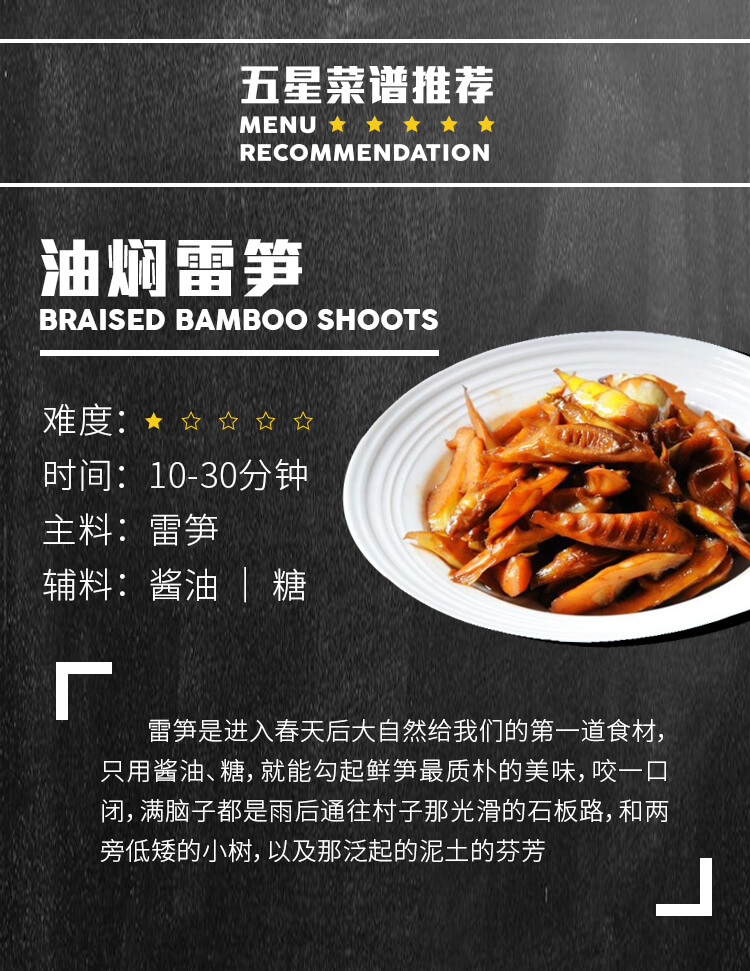 五星菜谱推荐
MENU
RECOMMENDATION
油焖雷笋
BRAISED BAMBOO SHOOTS
难度：
时间：10-30分钟
主料：雷笋
辅料：酱油｜糖
雷笋是进入春天后大自然给我们的第一道食材，
只用酱油、糖，就能勾起鲜笋最质朴的美味，咬一口
闭，满脑子都是雨后通往村子那光滑的石板路，和两
旁低矮的小树，以及那泛起的泥土的芬芳